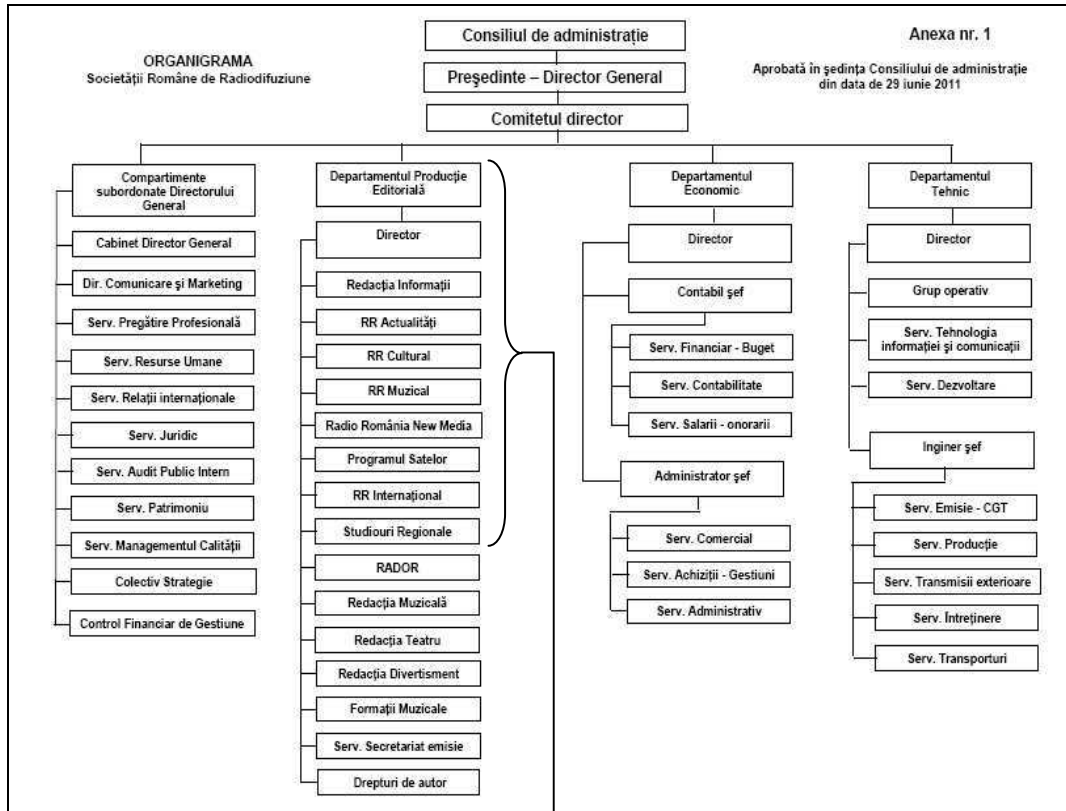 ORGANIGRAMA
Societății Române de Radiodifuziune
Consiliul de administrație
Președinte – Director General
Comitetul director
Anexa nr. 1
Aprobată în ședința Consiliului de administrație
din data de 29 iunie 2011
Compartimente
subordonate Directorului
General
Cabinet Director General
Dir. Comunicare și Marketing
Serv. Pregătire Profesională
Serv. Resurse Umane
Serv. Relații internaționale
Serv. Juridic
Serv. Audit Public Intern
Serv. Patrimoniu
Serv. Managementul Calității
Colectiv Strategie
Control Financiar de Gestiune
Departamentul Producție
Editorială
Director
Redacția Informații
RR Actualități
RR Cultural
RR Muzical
Radio România New Media
Programul Satelor
RR Internațional
Studiouri Regionale
RADOR
Redacția Muzicală
Redacția Teatru
Redacția Divertisment
Formații Muzicale
Serv. Secretariat emisie
Drepturi de autor
Departamentul
Economic
Director
Contabil șef
Serv. Financiar - Buget
Serv. Contabilitate
Serv. Salarii - onorarii
Administrator șef
Serv. Comercial
Serv. Achiziții - Gestiuni
Serv. Administrativ
Departamentul
Tehnic
Director
Grup operativ
Serv. Tehnologia
informației și comunicații
Serv. Dezvoltare
Inginer șef
Serv. Emisie - CGT
Serv. Producție
Serv. Transmisii exterioare
Serv. Întreținere
Serv. Transporturi